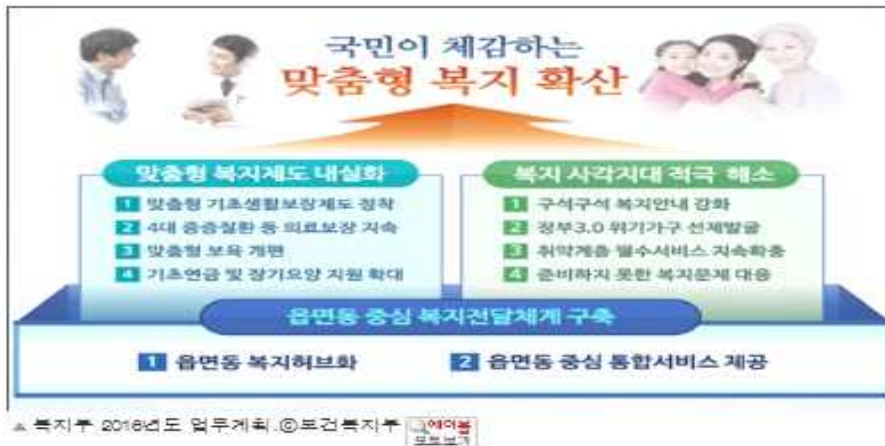 국민이 체감하는
맞춤형 복지 확산
맞춤형 복지제도 내실화
1 맞춤형 기초생활보장제도 정착
2 4대 중증질환 등 의료보장 지속
3 맞춤형 보육 개편
4 기초연금 및 장기요양 지원 확대
복지 사각지대 적극 해소
1 구석구석 복지안내 강화
2 정부3.0 위기가구 선제발굴
3 취약계층 필수서비스 지속확충
4 준비하지 못한 복지문제 대응
읍면동 중심 복지전달체계 구축
1 읍면동 복지허브화
2 읍면동 중심 통합서비스 제공
▲ 복지부 2016년도 업무계획.ⓒ보건복지부
에이블
포토보기